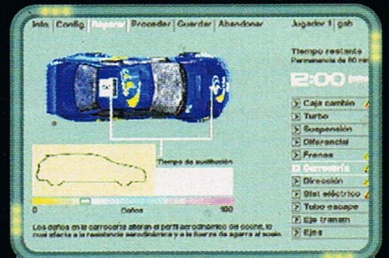 Info. Config. Reparar Proceder Guardar Abandonar Jugador 1 gab
Tiempo restante
Permanencia de 60 min
2:00
Caja cambio
Turbo
Suspensión
Diferencial
Frenos
Carrocería
Dirección
Sist eléctrico
Tubo escape
Eje transm
Ejes
Tiempo de sustitución
0 Daños 100
Los daños en la carrocería alteran el perfil aerodinámico del coche, lo
cual afecta a la resistencia aerodinámica y a la fuerza de agarre al suelo.